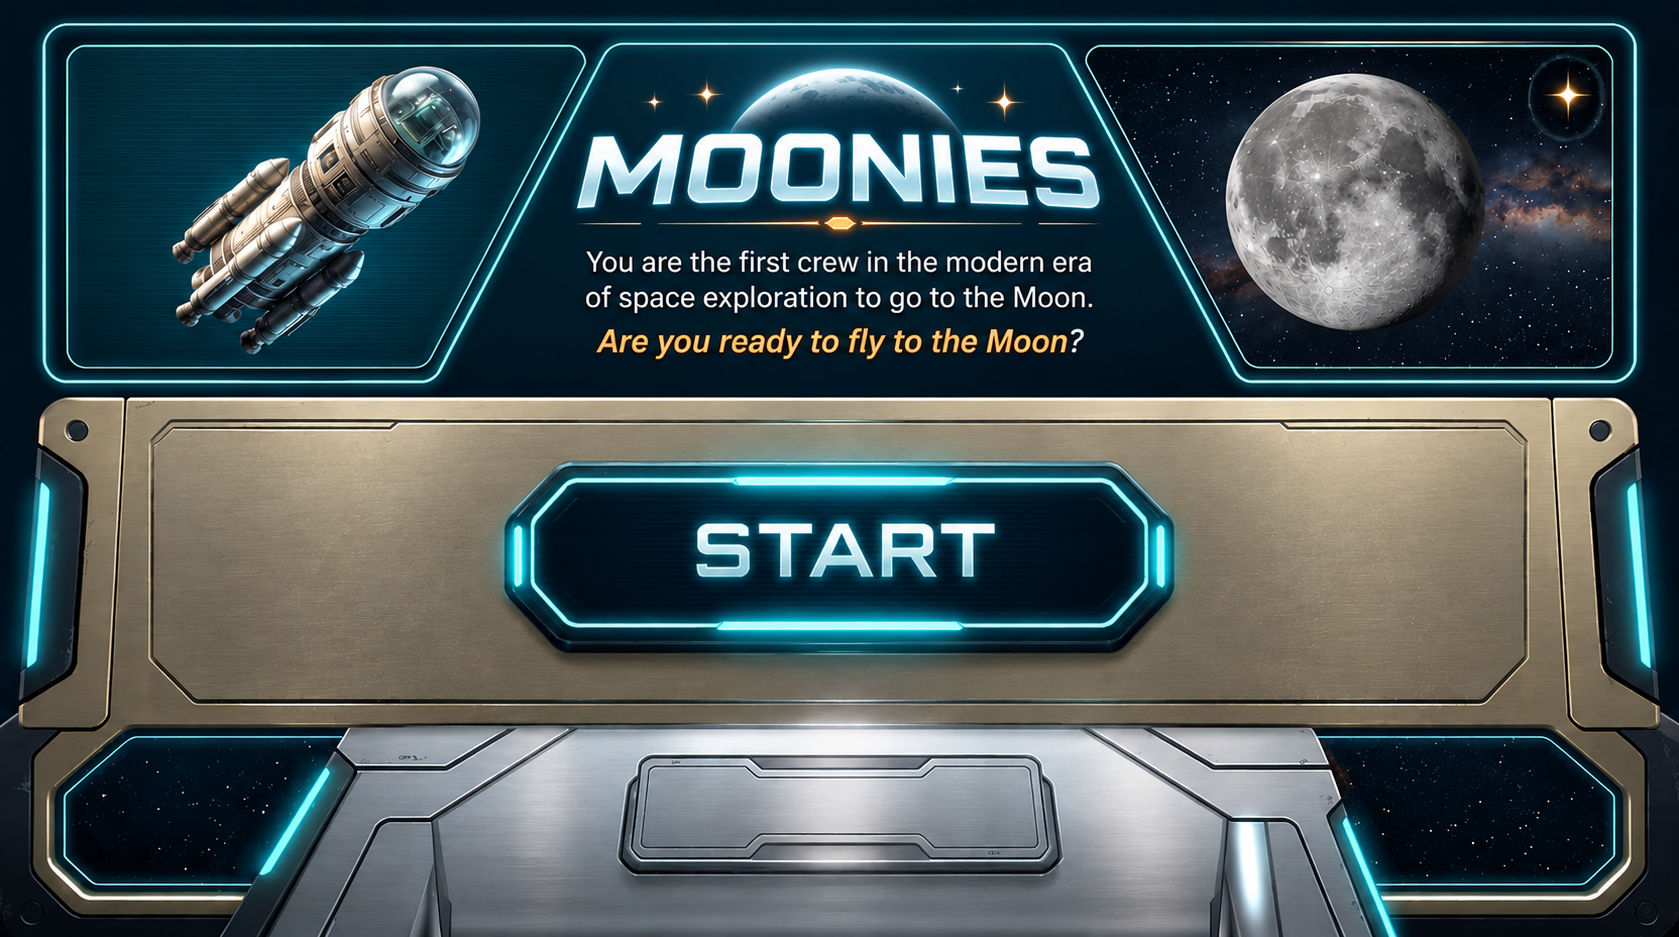 MOONIES
You are the first crew in the modern era
of space exploration to go to the Moon.
Are you ready to fly to the Moon?
START